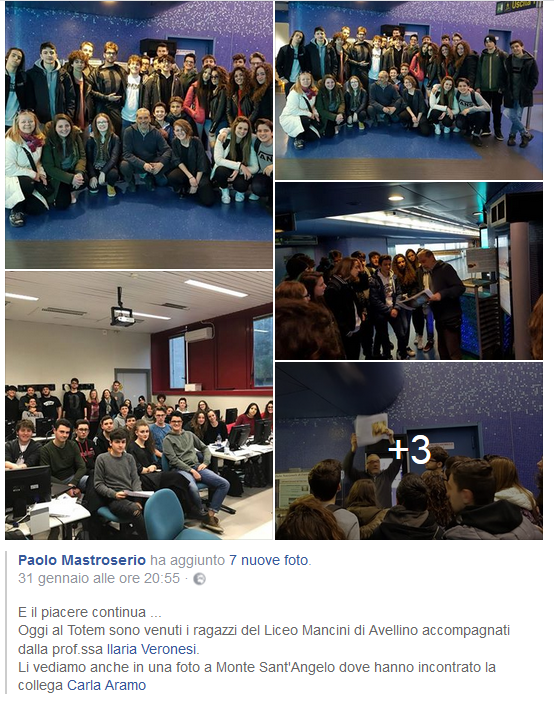 Uscita
+3
Paolo Mastroserio ha aggiunto 7 nuove foto.
31 gennaio alle ore 20:55 ·
E il piacere continua ...
Oggi al Totem sono venuti i ragazzi del Liceo Mancini di Avellino accompagnati
dalla prof.ssa Ilaria Veronesi.
Li vediamo anche in una foto a Monte Sant'Angelo dove hanno incontrato la
collega Carla Aramo